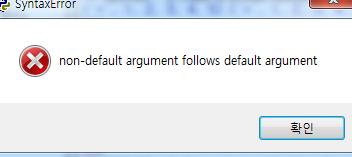 SyntaxError
non-default argument follows default argument
확인